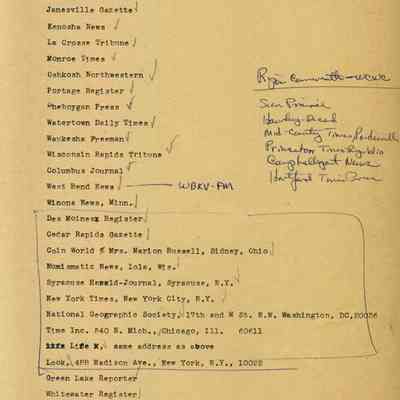 Janesville Gazette
Kenosha News
La Crosse Tribune
Monroe Times
Oshkosh Northwestern
Portage Register
Sheboygan Press
Watertown Daily Times
Waukesha Freeman
Wisconsin Rapids Tribune
Columbus Journal
West Bend News WBKV-FM
Winona News, Minn.
Des Moines Register
Cedar Rapids Gazette
Coin World % Mrs. Marion Russell, Sidney, Ohio
Numismatic News, Iola, Wis.
Syracuse Herald-Journal, Syracuse, N.Y.
New York Times, New York City, N.Y.
National Geographic Society, 17th and M St. N.W. Washington, DC, 20036
Time Inc. 540 N. Mich., Chicago, Ill. 60611
Life, same address as above
Look, 488 Madison Ave., New York, N.Y., 10022
Green Lake Reporter
Whitewater Register
Sun Prairie
Mid-County Times
Princeton Times Republic
Campbellsport News
Hartford Times Press